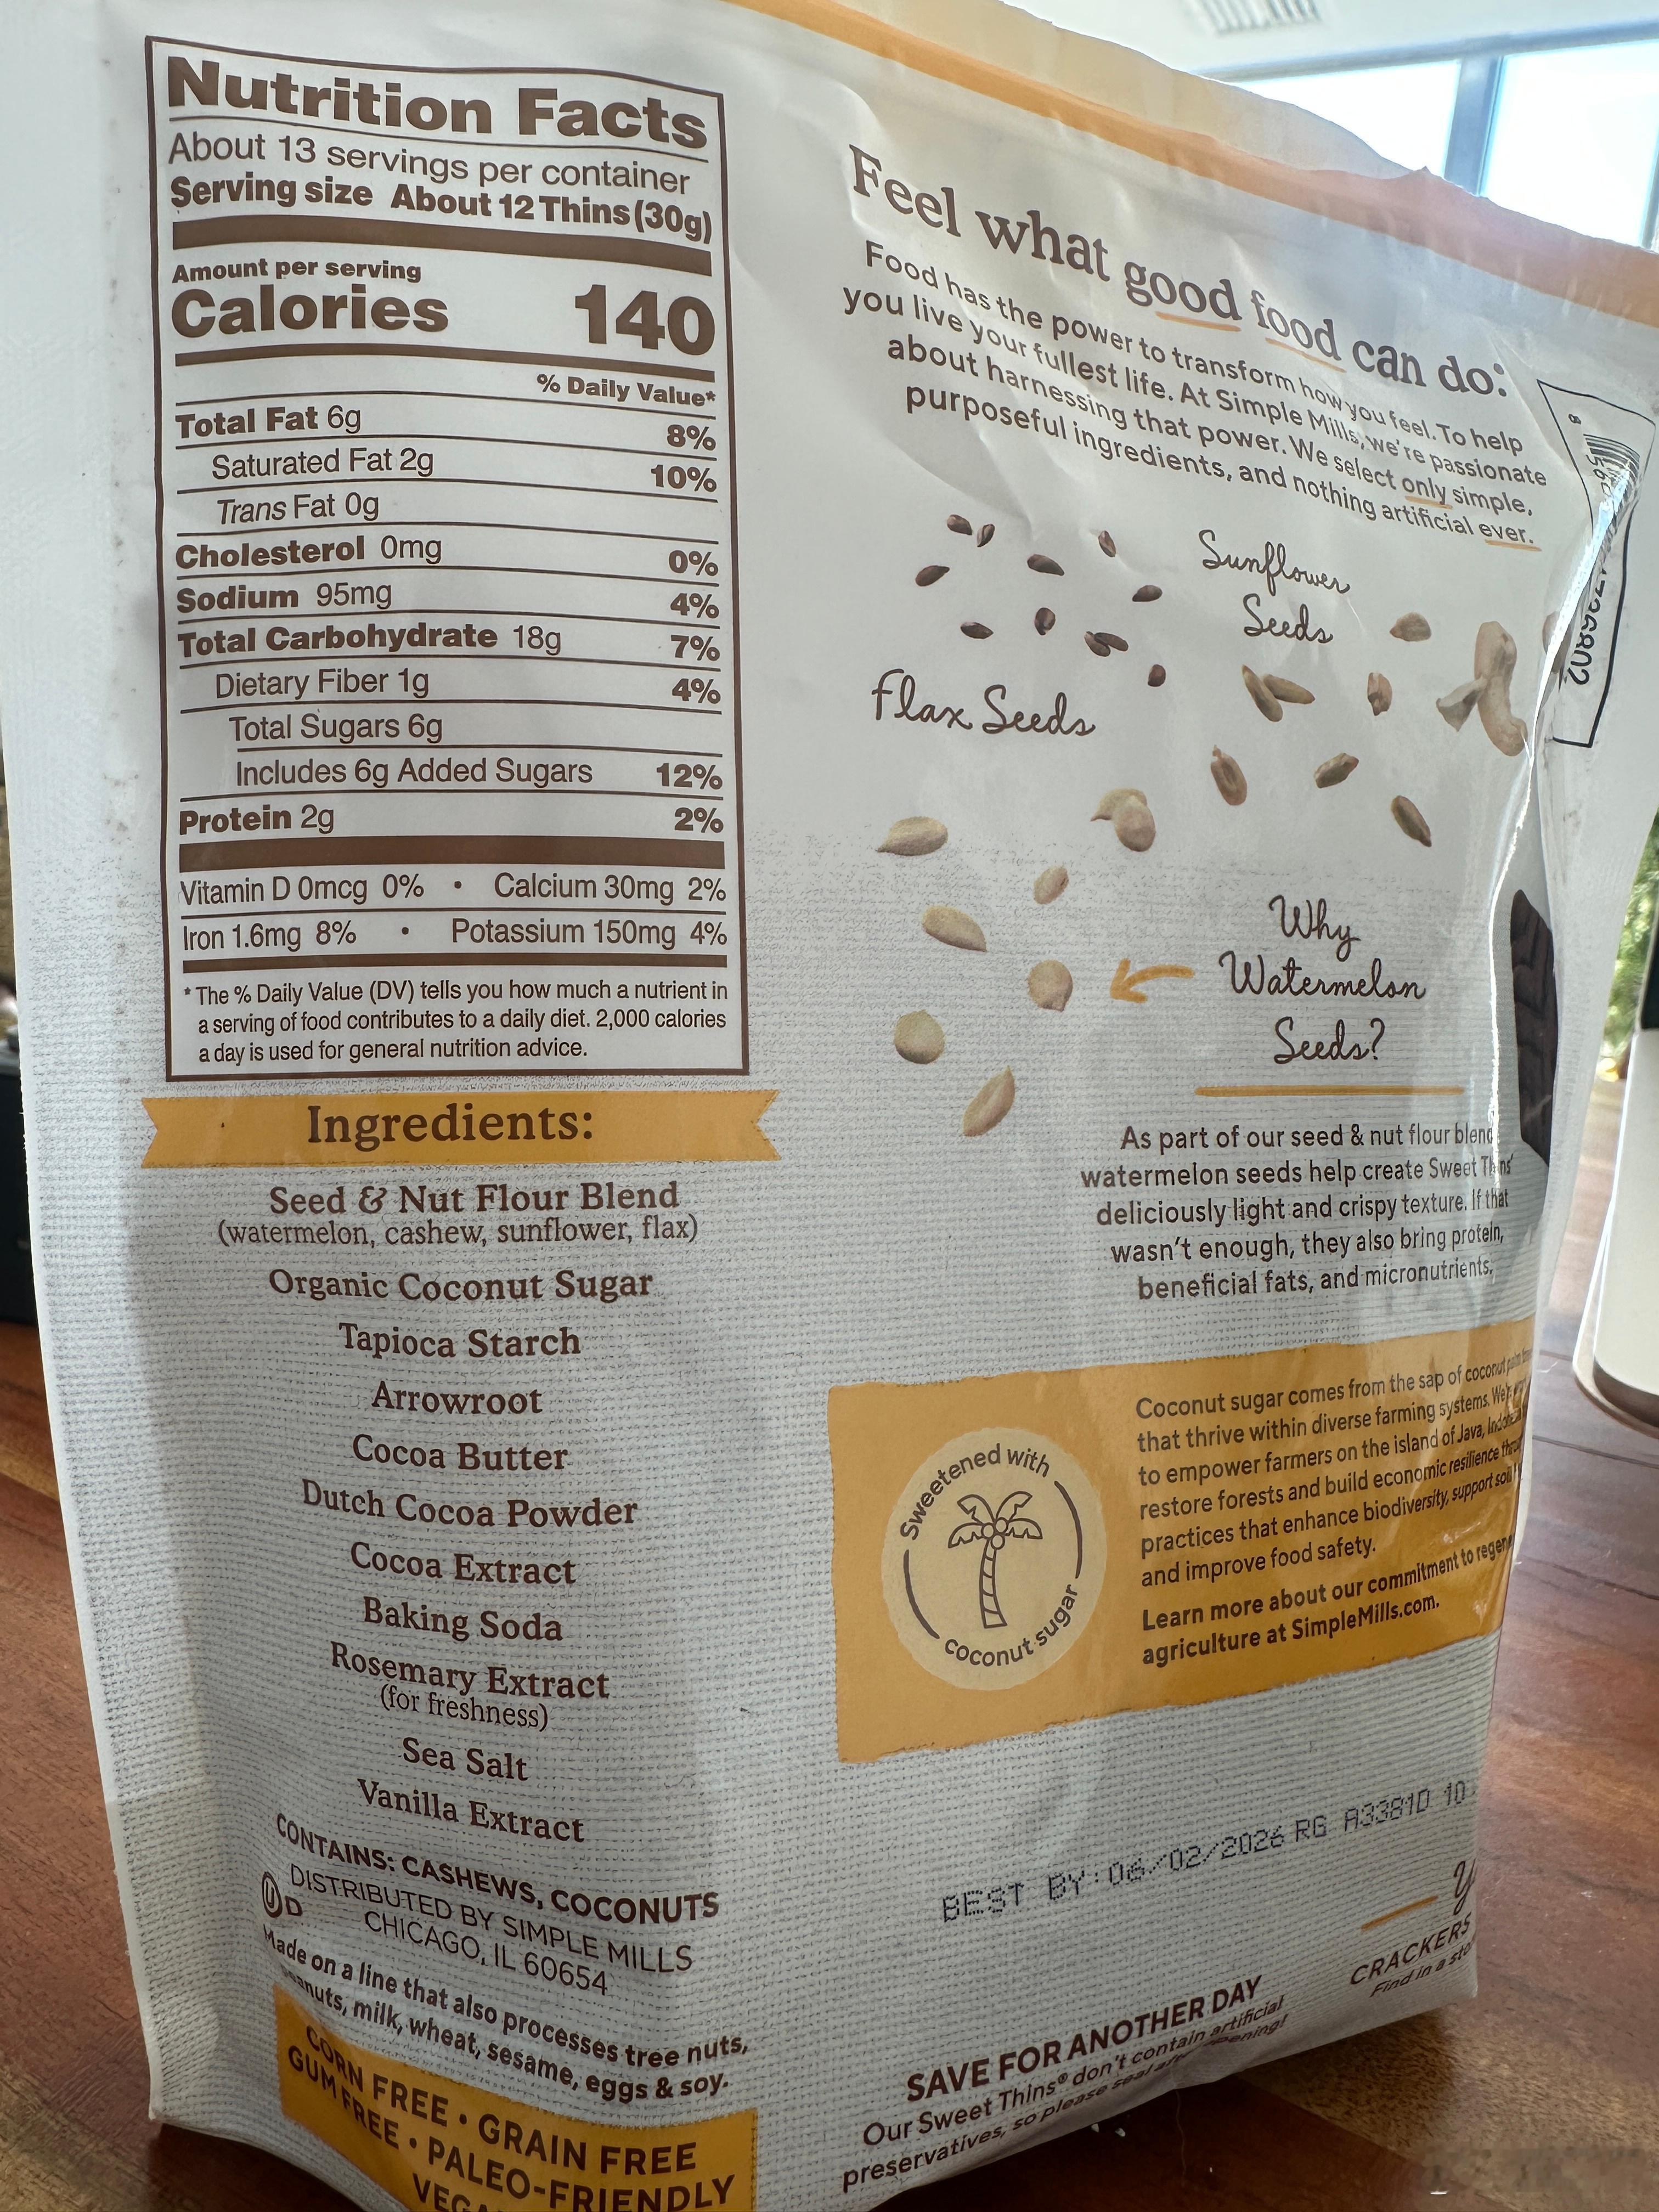 Nutrition Facts
About 13 servings per container
Serving size About 12 Thins (30g)
Amount per serving
Calories 140
% Daily Value*
Total Fat 6g 8%
Saturated Fat 2g 10%
Trans Fat 0g
Cholesterol 0mg 0%
Sodium 95mg 4%
Total Carbohydrate 18g 7%
Dietary Fiber 1g 4%
Total Sugars 6g
Includes 6g Added Sugars 12%
Protein 2g 2%
Vitamin D 0mcg 0% • Calcium 30mg 2%
Iron 1.6mg 8% • Potassium 150mg 4%
* The % Daily Value (DV) tells you how much a nutrient in
a serving of food contributes to a daily diet. 2,000 calories
a day is used for general nutrition advice.
Ingredients:
Seed & Nut Flour Blend
(watermelon, cashew, sunflower, flax)
Organic Coconut Sugar
Tapioca Starch
Arrowroot
Cocoa Butter
Dutch Cocoa Powder
Cocoa Extract
Baking Soda
Rosemary Extract
(for freshness)
Sea Salt
Vanilla Extract
CONTAINS: CASHEWS, COCONUTS
DISTRIBUTED BY SIMPLE MILLS
CHICAGO, IL 60654
U D
Made on a line that also processes tree nuts,
peanuts, milk, wheat, sesame, eggs & soy.
CORN FREE • GRAIN FREE
GUM FREE • PALEO-FRIENDLY
Feel what good food can do:
Food has the power to transform how you feel. To help
you live your fullest life. At Simple Mills, we're passionate
about harnessing that power. We select only simple,
purposeful ingredients, and nothing artificial ever.
Sunflower
Seeds
Flax Seeds
Why
Watermelon
Seeds?
As part of our seed & nut flour blend
watermelon seeds help create Sweet Thins'
deliciously light and crispy texture. If that
wasn't enough, they also bring protein,
beneficial fats, and micronutrients.
Sweetened with
coconut sugar
Coconut sugar comes from the sap of coconut palm
that thrive within diverse farming systems.
to empower farmers on the island of Java,
restore forests and build economic resilience
practices that enhance biodiversity, support soil
and improve food safety.
Learn more about our commitment to
agriculture at SimpleMills.com.
BEST BY: 06/02/2026 RG A3381D 10
CRACKERS
Find in a
SAVE FOR ANOTHER DAY
Our Sweet Thins® don't contain artificial
preservatives, so please seal after opening!